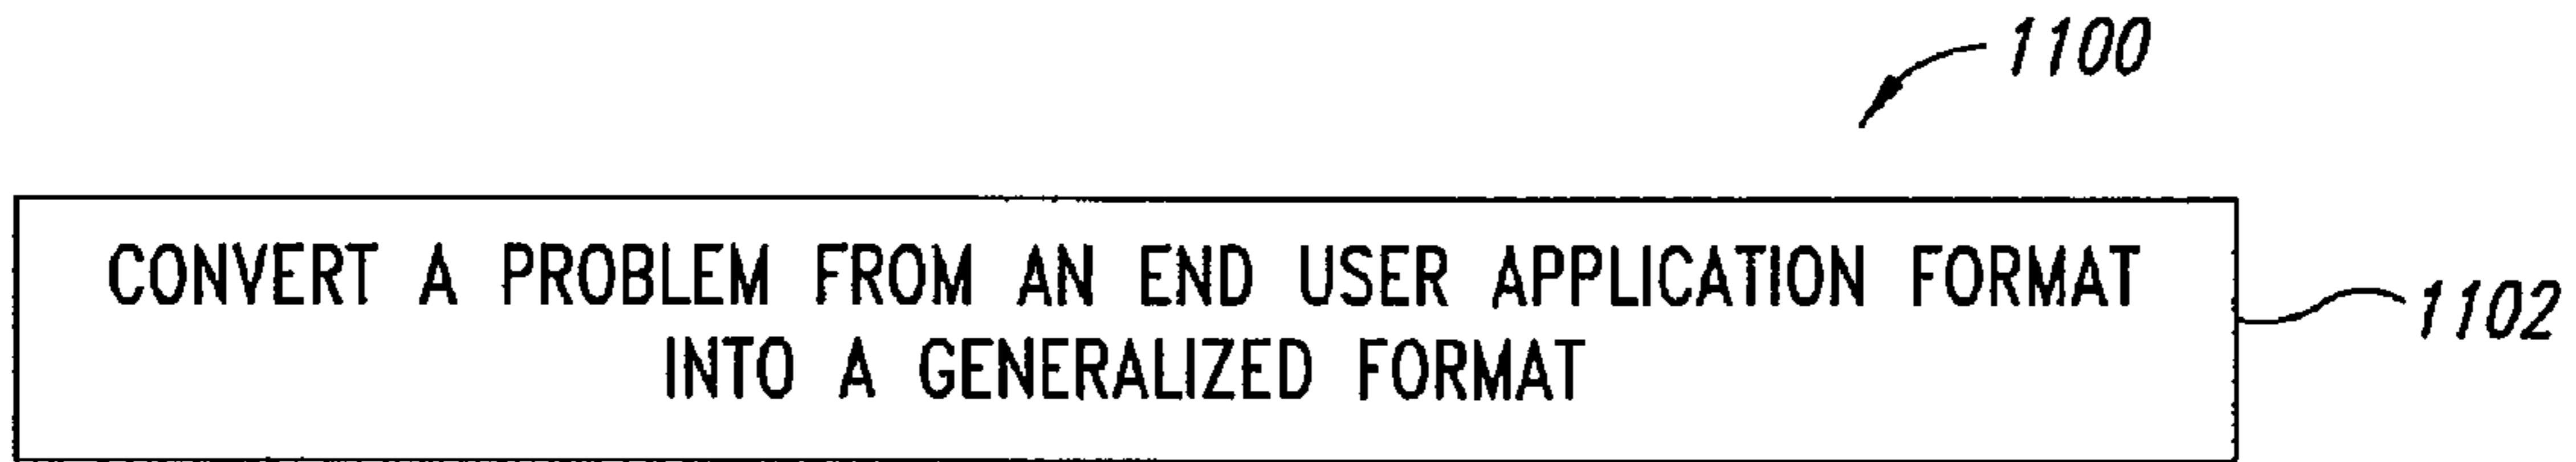 1100
CONVERT A PROBLEM FROM AN END USER APPLICATION FORMAT
INTO A GENERALIZED FORMAT
1102